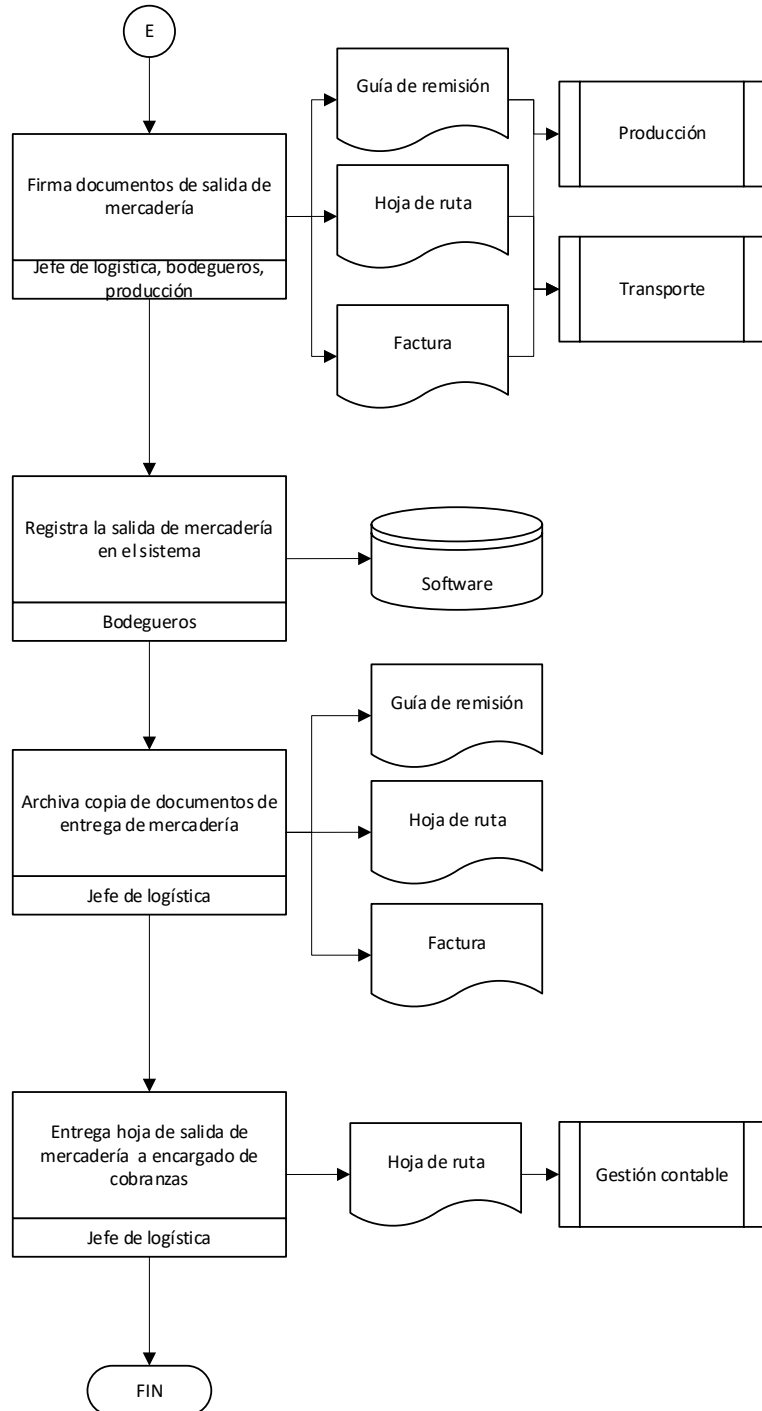 E
Firma documentos de salida de
mercadería
Jefe de logística, bodegueros,
producción
Guía de remisión
Hoja de ruta
Factura
Producción
Transporte
Registra la salida de mercadería
en el sistema
Bodegueros
Software
Archiva copia de documentos de
entrega de mercadería
Jefe de logística
Guía de remisión
Hoja de ruta
Factura
Entrega hoja de salida de
mercadería a encargado de
cobranzas
Jefe de logística
Hoja de ruta
Gestión contable
FIN